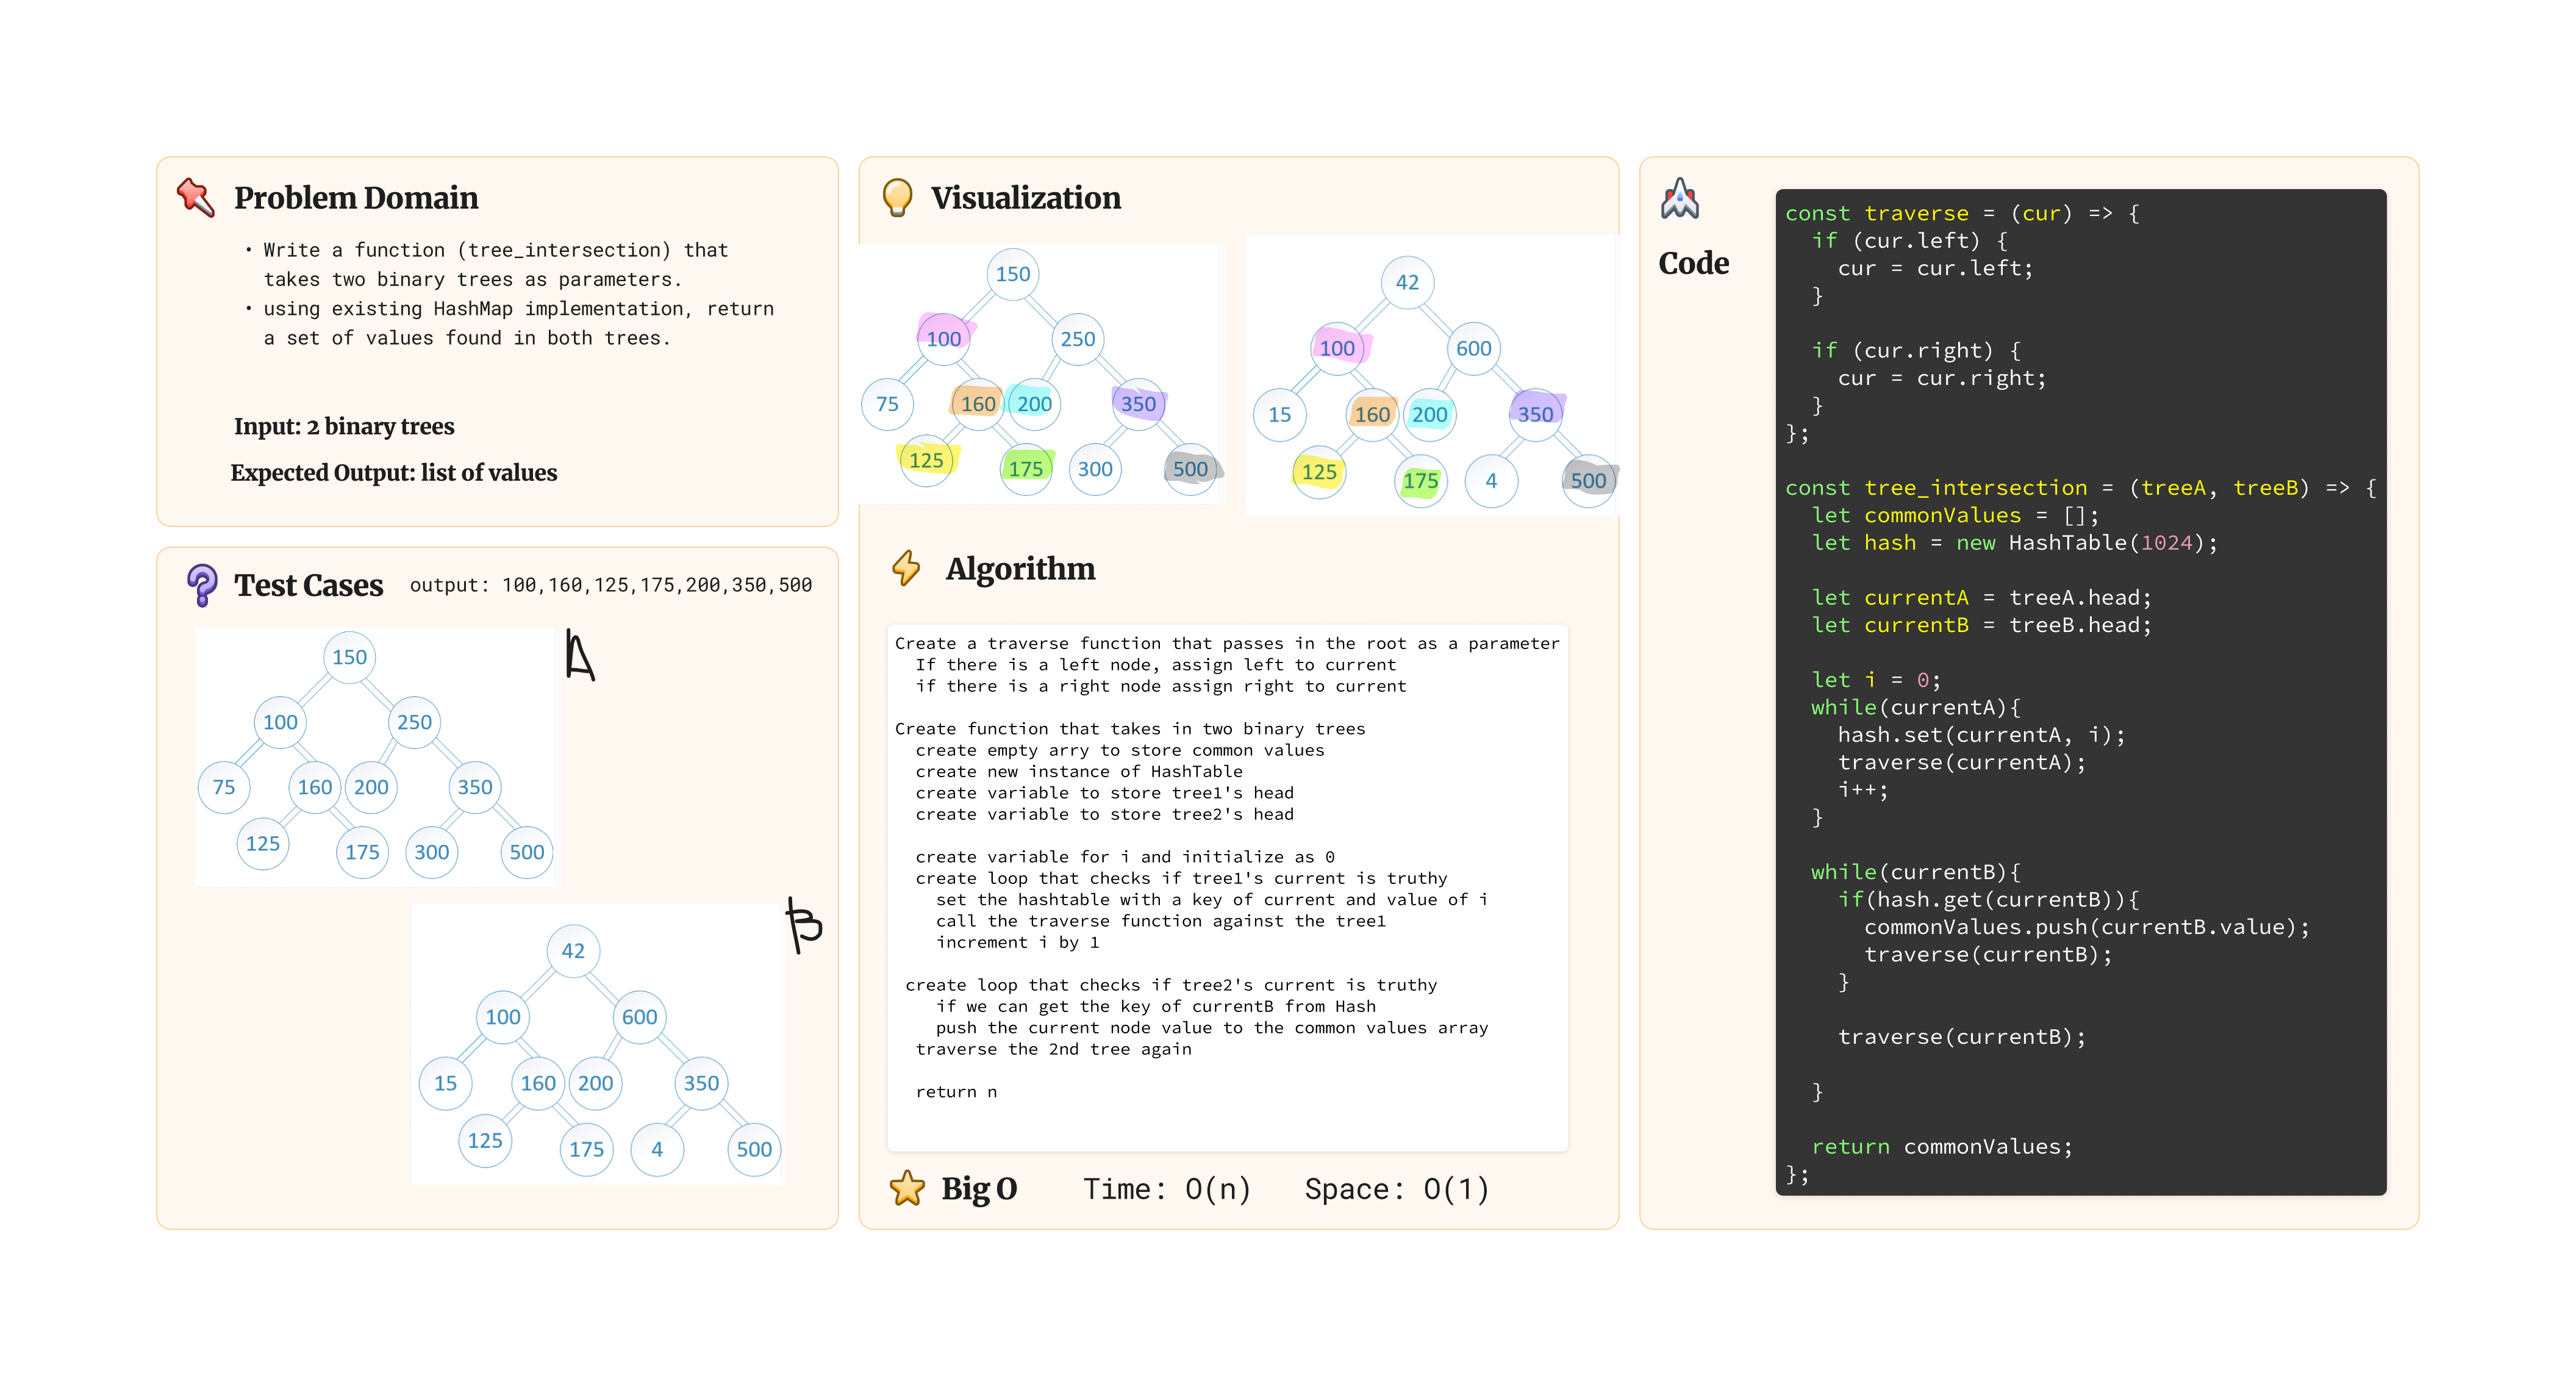 Problem Domain
• Write a function (tree_intersection) that
takes two binary trees as parameters.
• using existing HashMap implementation, return
a set of values found in both trees.
Input: 2 binary trees
Expected Output: list of values
Test Cases
output: 100,160,125,175,200,350,500
A
150
100 250
75 160 200 350
125 175 300 500
B
42
100 600
15 160 200 350
125 175 4 500
Visualization
150
100 250
75 160 200 350
125 175 300 500
42
100 600
15 160 200 350
125 175 4 500
Algorithm
Create a traverse function that passes in the root as a parameter
  If there is a left node, assign left to current
  if there is a right node assign right to current
Create function that takes in two binary trees
  create empty arry to store common values
  create new instance of HashTable
  create variable to store tree1's head
  create variable to store tree2's head
  create variable for i and initialize as 0
  create loop that checks if tree1's current is truthy
    set the hashtable with a key of current and value of i
    call the traverse function against the tree1
    increment i by 1
 create loop that checks if tree2's current is truthy
    if we can get the key of currentB from Hash
    push the current node value to the common values array
  traverse the 2nd tree again
  return n
Big O
Time: O(n)
Space: O(1)
Code
const traverse = (cur) => {
  if (cur.left) {
    cur = cur.left;
  }
  if (cur.right) {
    cur = cur.right;
  }
};
const tree_intersection = (treeA, treeB) => {
  let commonValues = [];
  let hash = new HashTable(1024);
  let currentA = treeA.head;
  let currentB = treeB.head;
  let i = 0;
  while(currentA){
    hash.set(currentA, i);
    traverse(currentA);
    i++;
  }
  while(currentB){
    if(hash.get(currentB)){
      commonValues.push(currentB.value);
      traverse(currentB);
    }
    traverse(currentB);
  }
  return commonValues;
};